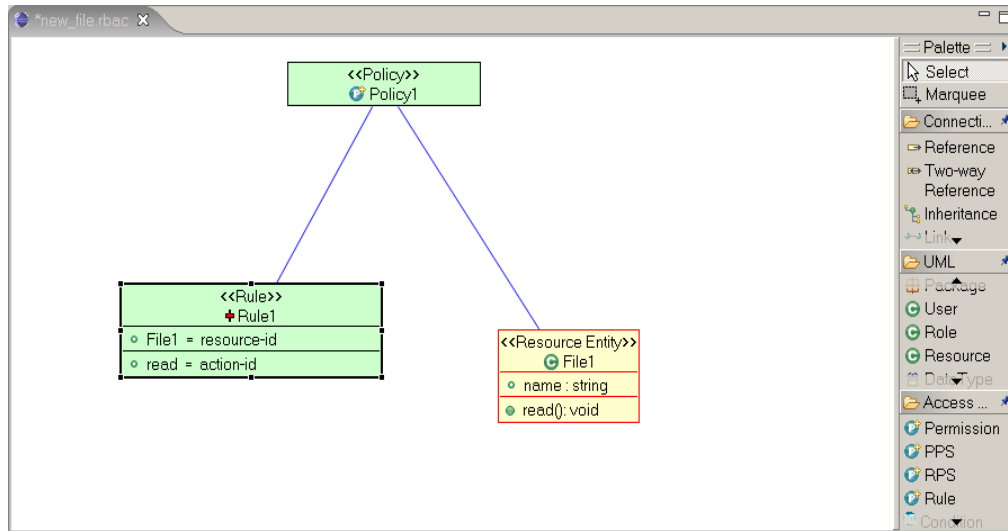 *new_file.rbac
<<Policy>>
Policy1
<<Rule>>
Rule1
File1 = resource-id
read = action-id
<<Resource Entity>>
File1
name : string
read(): void
Palette
Select
Marquee
Connecti...
Reference
Two-way
Reference
Inheritance
Link
UML
Package
User
Role
Resource
DataType
Access ...
Permission
PPS
RPS
Rule
Condition